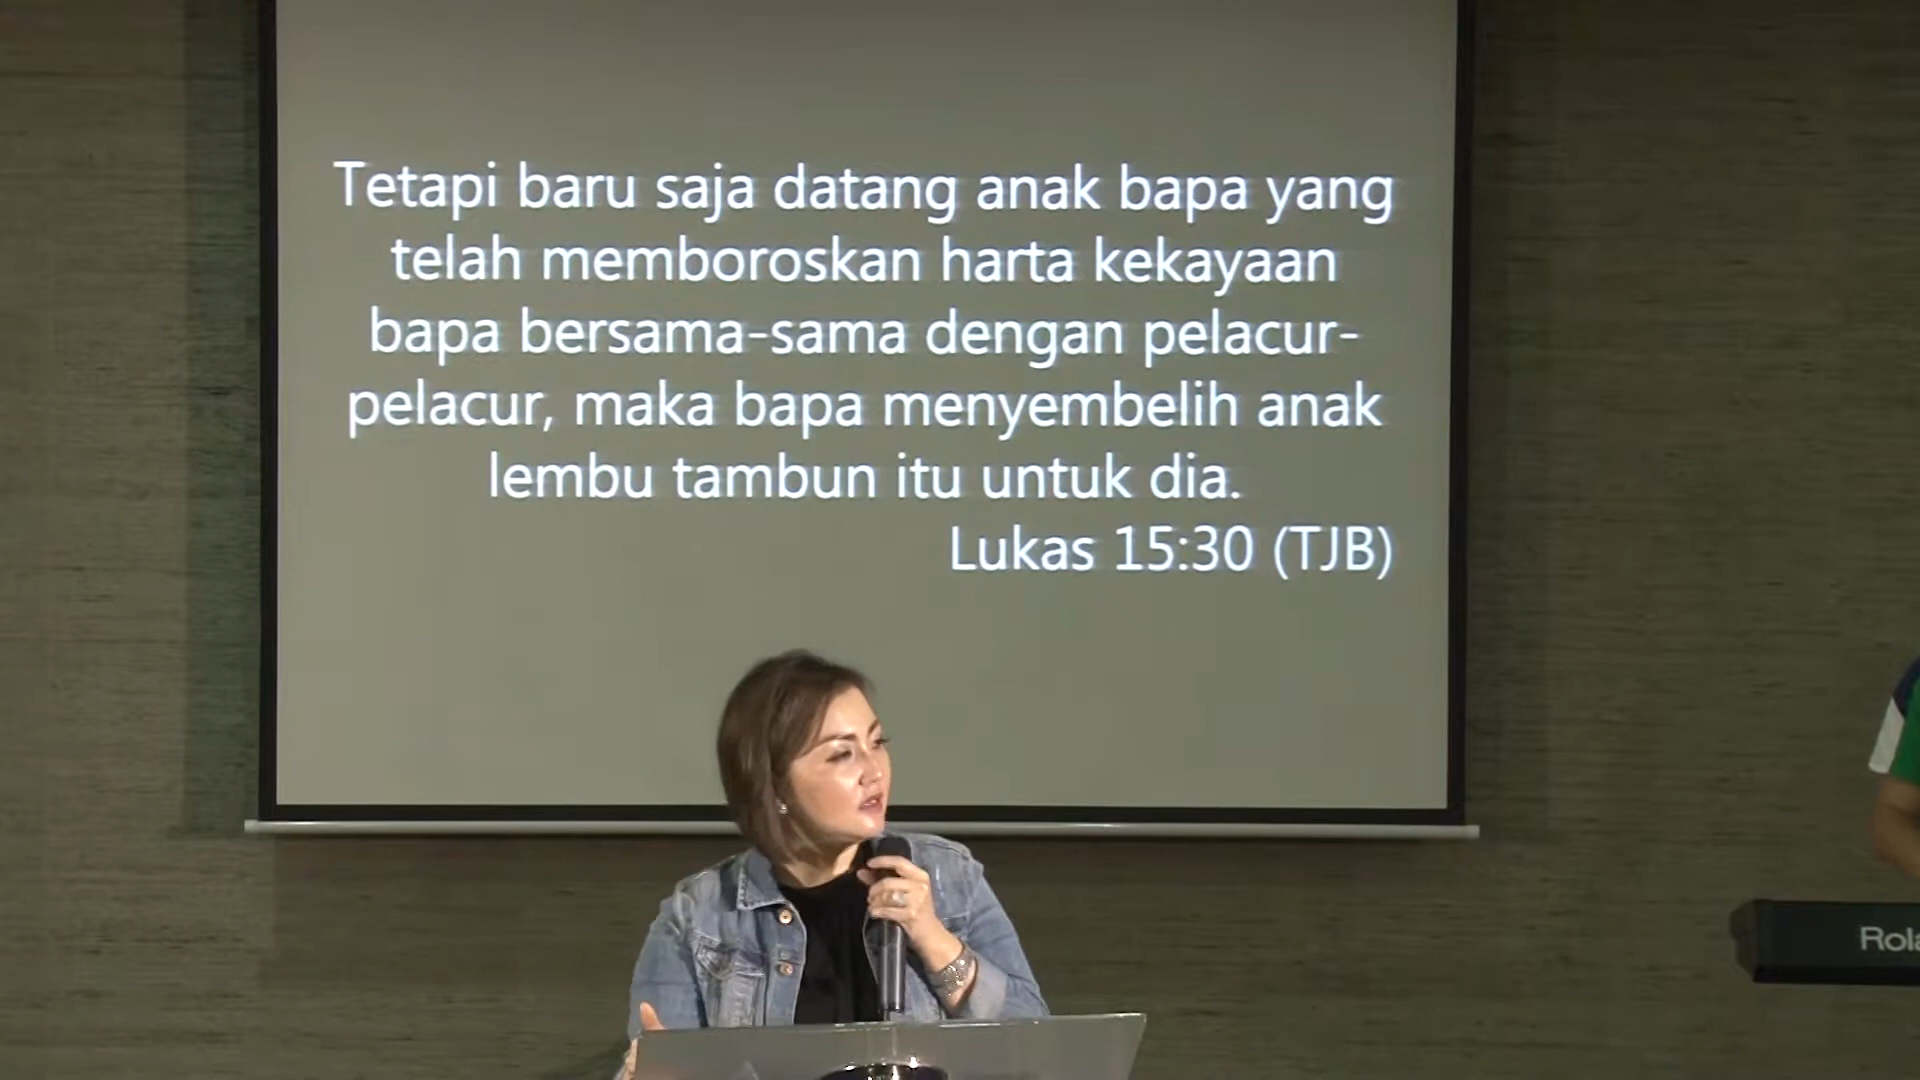 Tetapi baru saja datang anak bapa yang
telah memboroskan harta kekayaan
bapa bersama-sama dengan pelacur-
pelacur, maka bapa menyembelih anak
lembu tambun itu untuk dia.
Lukas 15:30 (TJB)